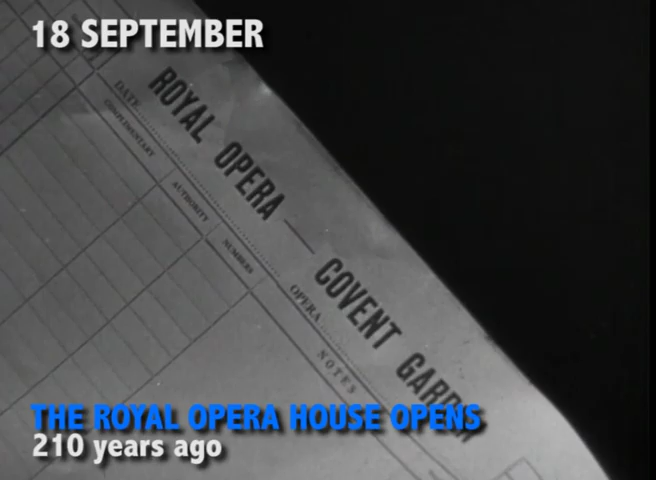 18 SEPTEMBER
ROYAL OPERA — COVENT GARDEN
DATE
OPERA
COMPLIMENTARY
AUTHORITY
NUMBERS
NOTES
THE ROYAL OPERA HOUSE OPENS
210 years ago